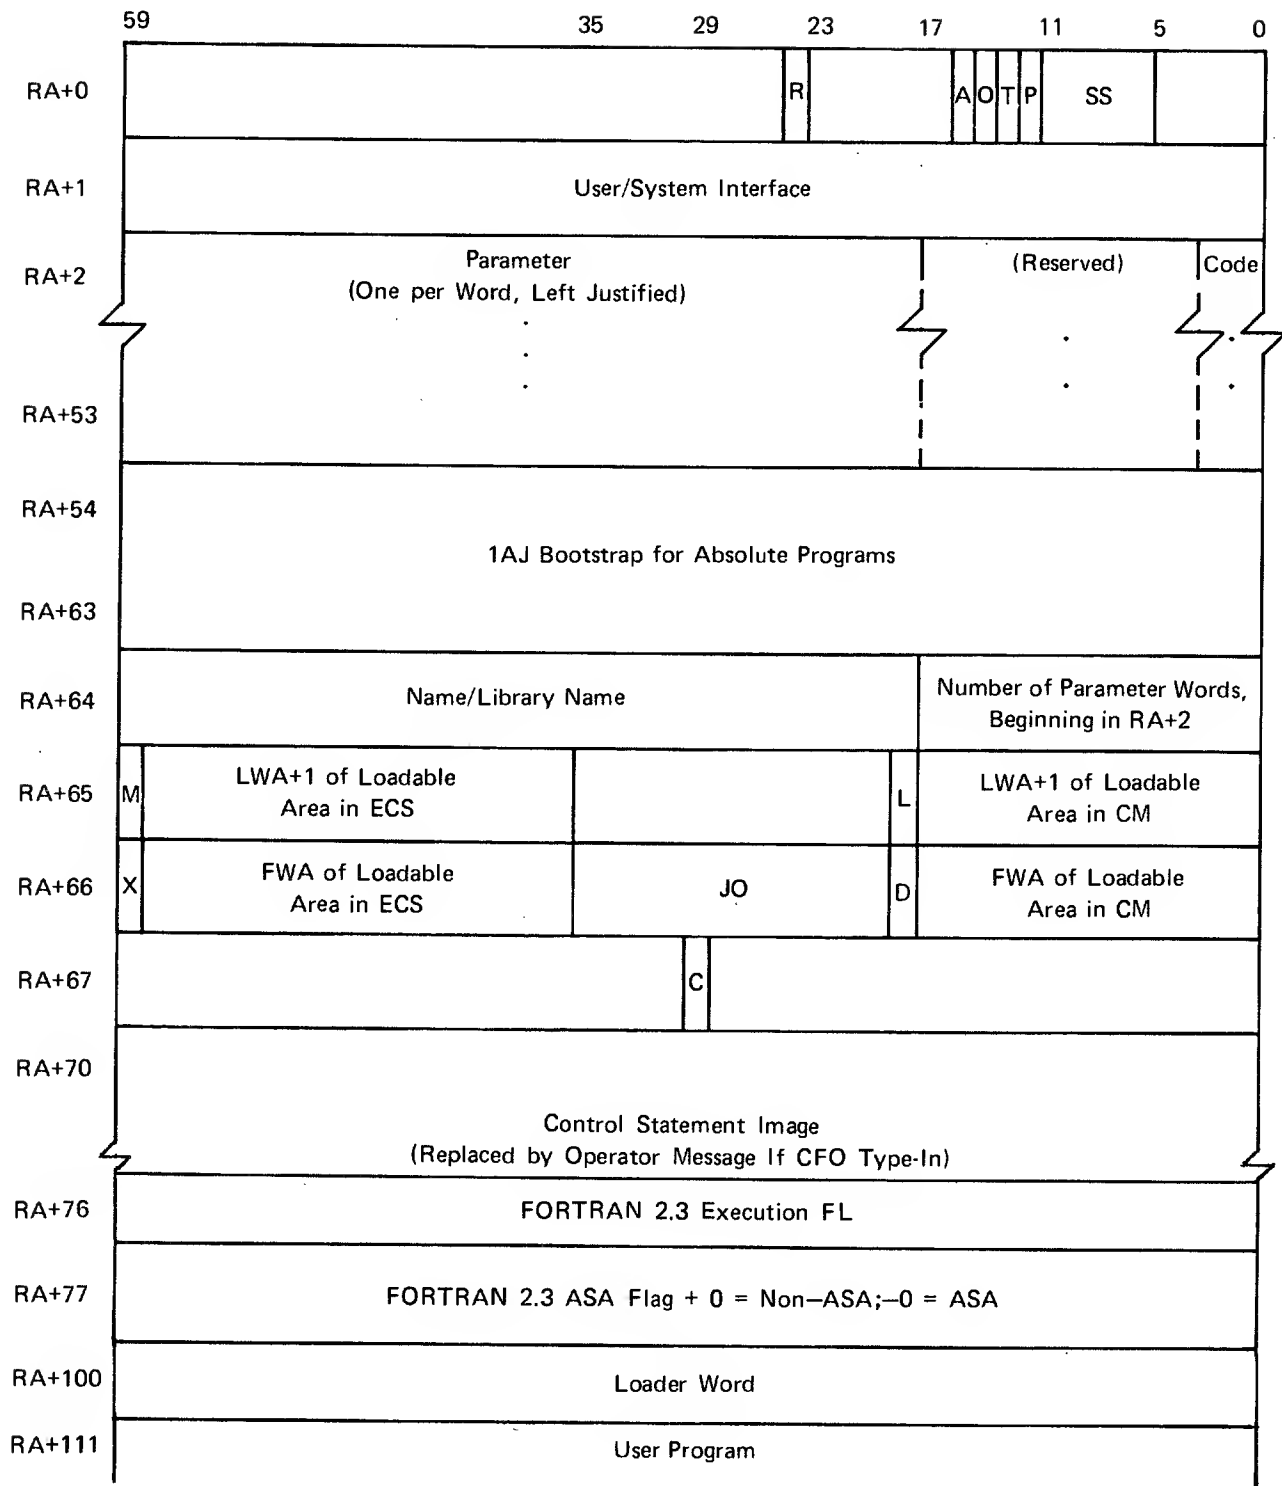 59 35 29 23 17 11 5 0
RA+0 R A O T P SS
RA+1 User/System Interface
RA+2 Parameter (Reserved) Code
(One per Word, Left Justified)
RA+53
RA+54
1AJ Bootstrap for Absolute Programs
RA+63
RA+64 Name/Library Name Number of Parameter Words,
Beginning in RA+2
RA+65 M LWA+1 of Loadable L LWA+1 of Loadable
Area in ECS Area in CM
RA+66 X FWA of Loadable JO D FWA of Loadable
Area in ECS Area in CM
RA+67 C
RA+70
Control Statement Image
(Replaced by Operator Message If CFO Type-In)
RA+76 FORTRAN 2.3 Execution FL
RA+77 FORTRAN 2.3 ASA Flag + 0 = Non–ASA;–0 = ASA
RA+100 Loader Word
RA+111 User Program